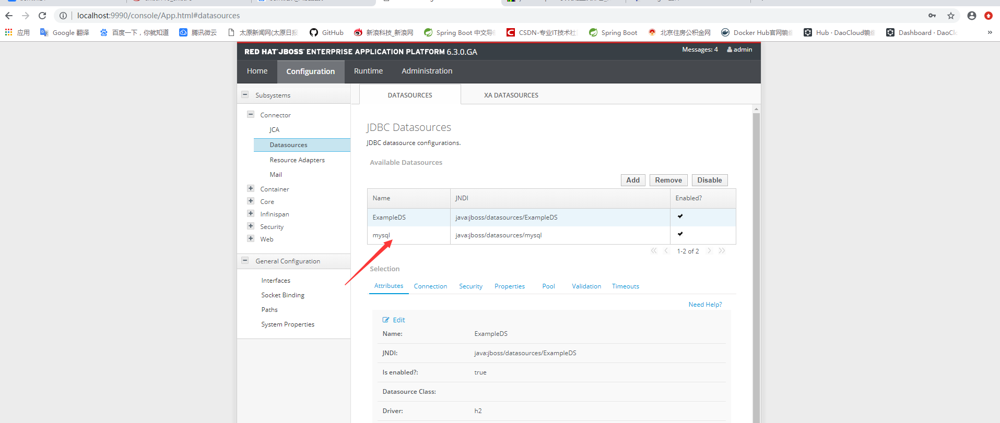 localhost:9990/console/App.html#datasources
应用 Google 翻译 百度一下，你就知道 腾讯微云 太原新闻网(太原日报 GitHub 新浪科技_新浪网 Spring Boot 中文导 CSDN-专业IT技术社 Spring Boot 北京住房公积金网 Docker Hub官网镜像 Hub · DaoCloud镜像 Dashboard · DaoClo »
RED HAT JBOSS ENTERPRISE APPLICATION PLATFORM 6.3.0.GA
Messages: 4 admin
Home Configuration Runtime Administration
Subsystems
Connector
JCA
Datasources
Resource Adapters
Mail
Container
Core
Infinispan
Security
Web
General Configuration
Interfaces
Socket Binding
Paths
System Properties
DATASOURCES XA DATASOURCES
JDBC Datasources
JDBC datasource configurations.
Available Datasources
Add Remove Disable
Name JNDI Enabled?
ExampleDS java:jboss/datasources/ExampleDS
mysql java:jboss/datasources/mysql
1-2 of 2
Selection
Attributes Connection Security Properties Pool Validation Timeouts
Need Help?
Edit
Name: ExampleDS
JNDI: java:jboss/datasources/ExampleDS
Is enabled?: true
Datasource Class:
Driver: h2